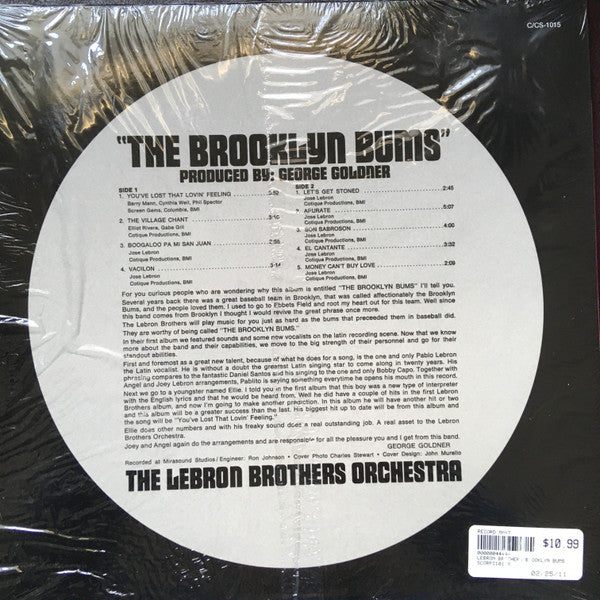 C/CS-1015
"THE BROOKLYN BUMS"
PRODUCED BY: GEORGE GOLDNER
SIDE 1
1. YOU'VE LOST THAT LOVIN' FEELING
Barry Mann, Cynthia Weil, Phil Spector
Screen Gems, Columbia, BMI
2. THE VILLAGE CHANT
Elliot Rivera, Gabe Gill
Cotique Productions, BMI
3. BOOGALOO PA MI SAN JUAN 2:58
Jose Lebron
Cotique Productions, BMI
4. VACILON 3:14
Jose Lebron
Cotique Productions, BMI
SIDE 2
1. LET'S GET STONED 2:45
Jose Lebron
Cotique Productions, BMI
2. AFURATE 5:07
Jose Lebron
Cotique Productions, BMI
3. SON SABROSON 4:00
Jose Lebron
Cotique Productions, BMI
4. EL CANTANTE 3:32
Jose Lebron
Cotique Productions, BMI
5. MONEY CAN'T BUY LOVE 2:09
Jose Lebron
Cotique Productions, BMI
For you curious people who are wondering why this album is entitled "THE BROOKLYN BUMS" I'll tell you.
Several years back there was a great baseball team in Brooklyn, that was called affectionately the Brooklyn
Bums, and the people loved them. I used to go to Ebbets Field and root my heart out for this team. Well since
this band comes from Brooklyn I thought I would revive the great phrase once more.
The Lebron Brothers will play music for you just as hard as the bums that preceeded them in baseball did.
They are worthy of being called "THE BROOKLYN BUMS."
In their first album we featured sounds and some new vocalists on the latin recording scene. Now that we know
more about the band and their capabilities, we move to the big strength of their personnel and go for their
standout abilities.
First and foremost as a great new talent, because of what he does for a song, is the one and only Pablo Lebron
the Latin vocalist. He is without a doubt the greatest Latin singing star to come along in twenty years. His
phrasing compares to the fantastic Daniel Santos and his singing to the one and only Bobby Capo. Together with
Angel and Joey Lebron arrangements, Pablito is saying something everytime he opens his mouth in this record.
Next we go to a youngster named Elie. I told you in the first album that this boy was a new type of interpreter
with the English lyrics and that he would be heard from. Well he did have a couple of hits in the first Lebron
Brothers album, and now I'm going to make another prediction. In this album he will have another hit or two
and this album will be a greater success than the last. His biggest hit up to date will be from this album and
the song will be "You've Lost That Lovin' Feeling."
Ellie does other numbers and with his freaky sound does a real outstanding job. A real asset to the Lebron
Brothers Orchestra.
Joey and Angel again do the arrangements and are responsible for all the pleasure you and I get from this band.
GEORGE GOLDNER
Recorded at Mirasound Studios/Engineer: Ron Johnson • Cover Photo Charles Stewart • Cover Design: John Murello
THE LEBRON BROTHERS ORCHESTRA
RECORD
$10.99
LEBRON BUMS
02/25/11